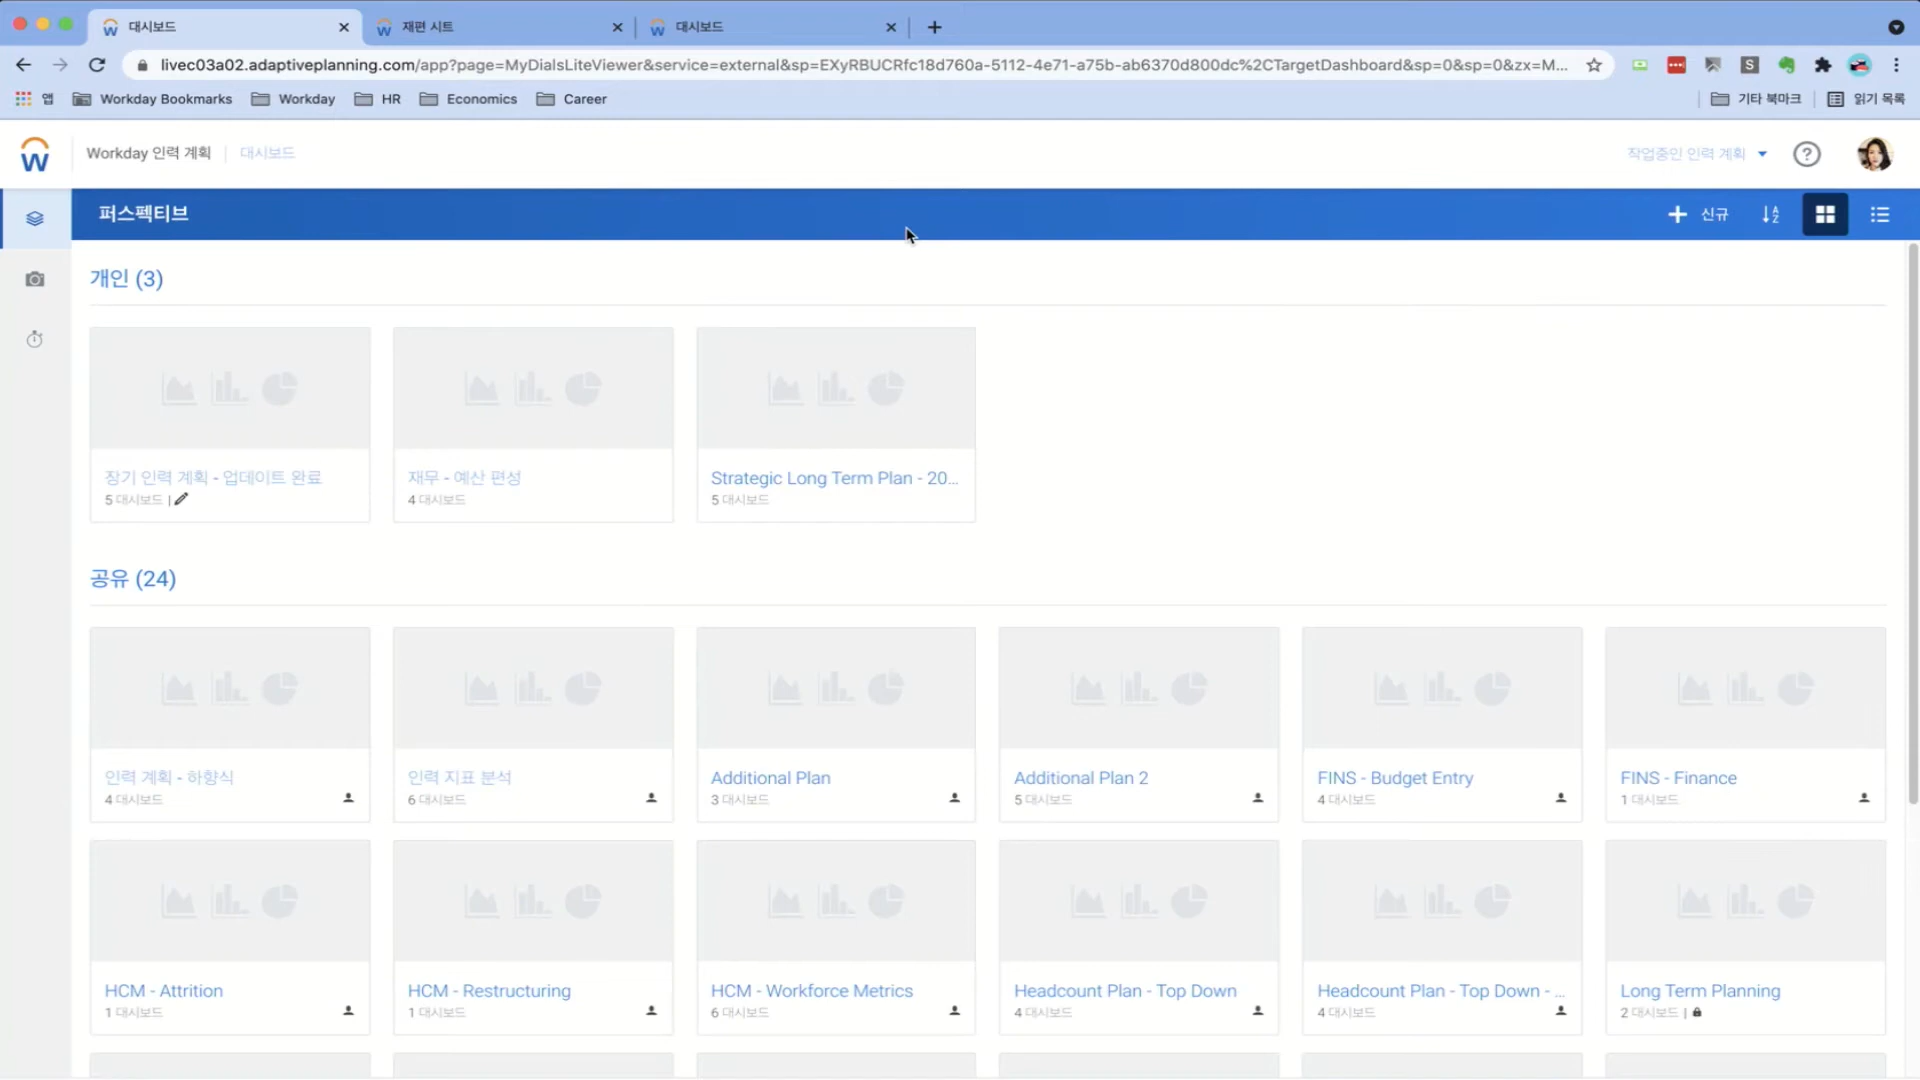 대시보드
재편 시트
대시보드
livec03a02.adaptiveplanning.com/app?page=MyDialsLiteViewer&service=external&sp=EXyRBUCRfc18d760a-5112-4e71-a75b-ab6370d800dc%2CTargetDashboard&sp=0&sp=0&zx=M...
앱
Workday Bookmarks
Workday
HR
Economics
Career
기타 북마크
읽기 목록
Workday 인력 계획
대시보드
작업중인 인력 계획
퍼스펙티브
신규
개인 (3)
장기 인력 계획 - 업데이트 완료
5 대시보드 |
재무 - 예산 편성
4 대시보드
Strategic Long Term Plan - 20...
5 대시보드
공유 (24)
인력 계획 - 하향식
4 대시보드
인력 지표 분석
6 대시보드
Additional Plan
3 대시보드
Additional Plan 2
5 대시보드
FINS - Budget Entry
4 대시보드
FINS - Finance
1 대시보드
HCM - Attrition
1 대시보드
HCM - Restructuring
1 대시보드
HCM - Workforce Metrics
6 대시보드
Headcount Plan - Top Down
4 대시보드
Headcount Plan - Top Down - ...
4 대시보드
Long Term Planning
2 대시보드 |